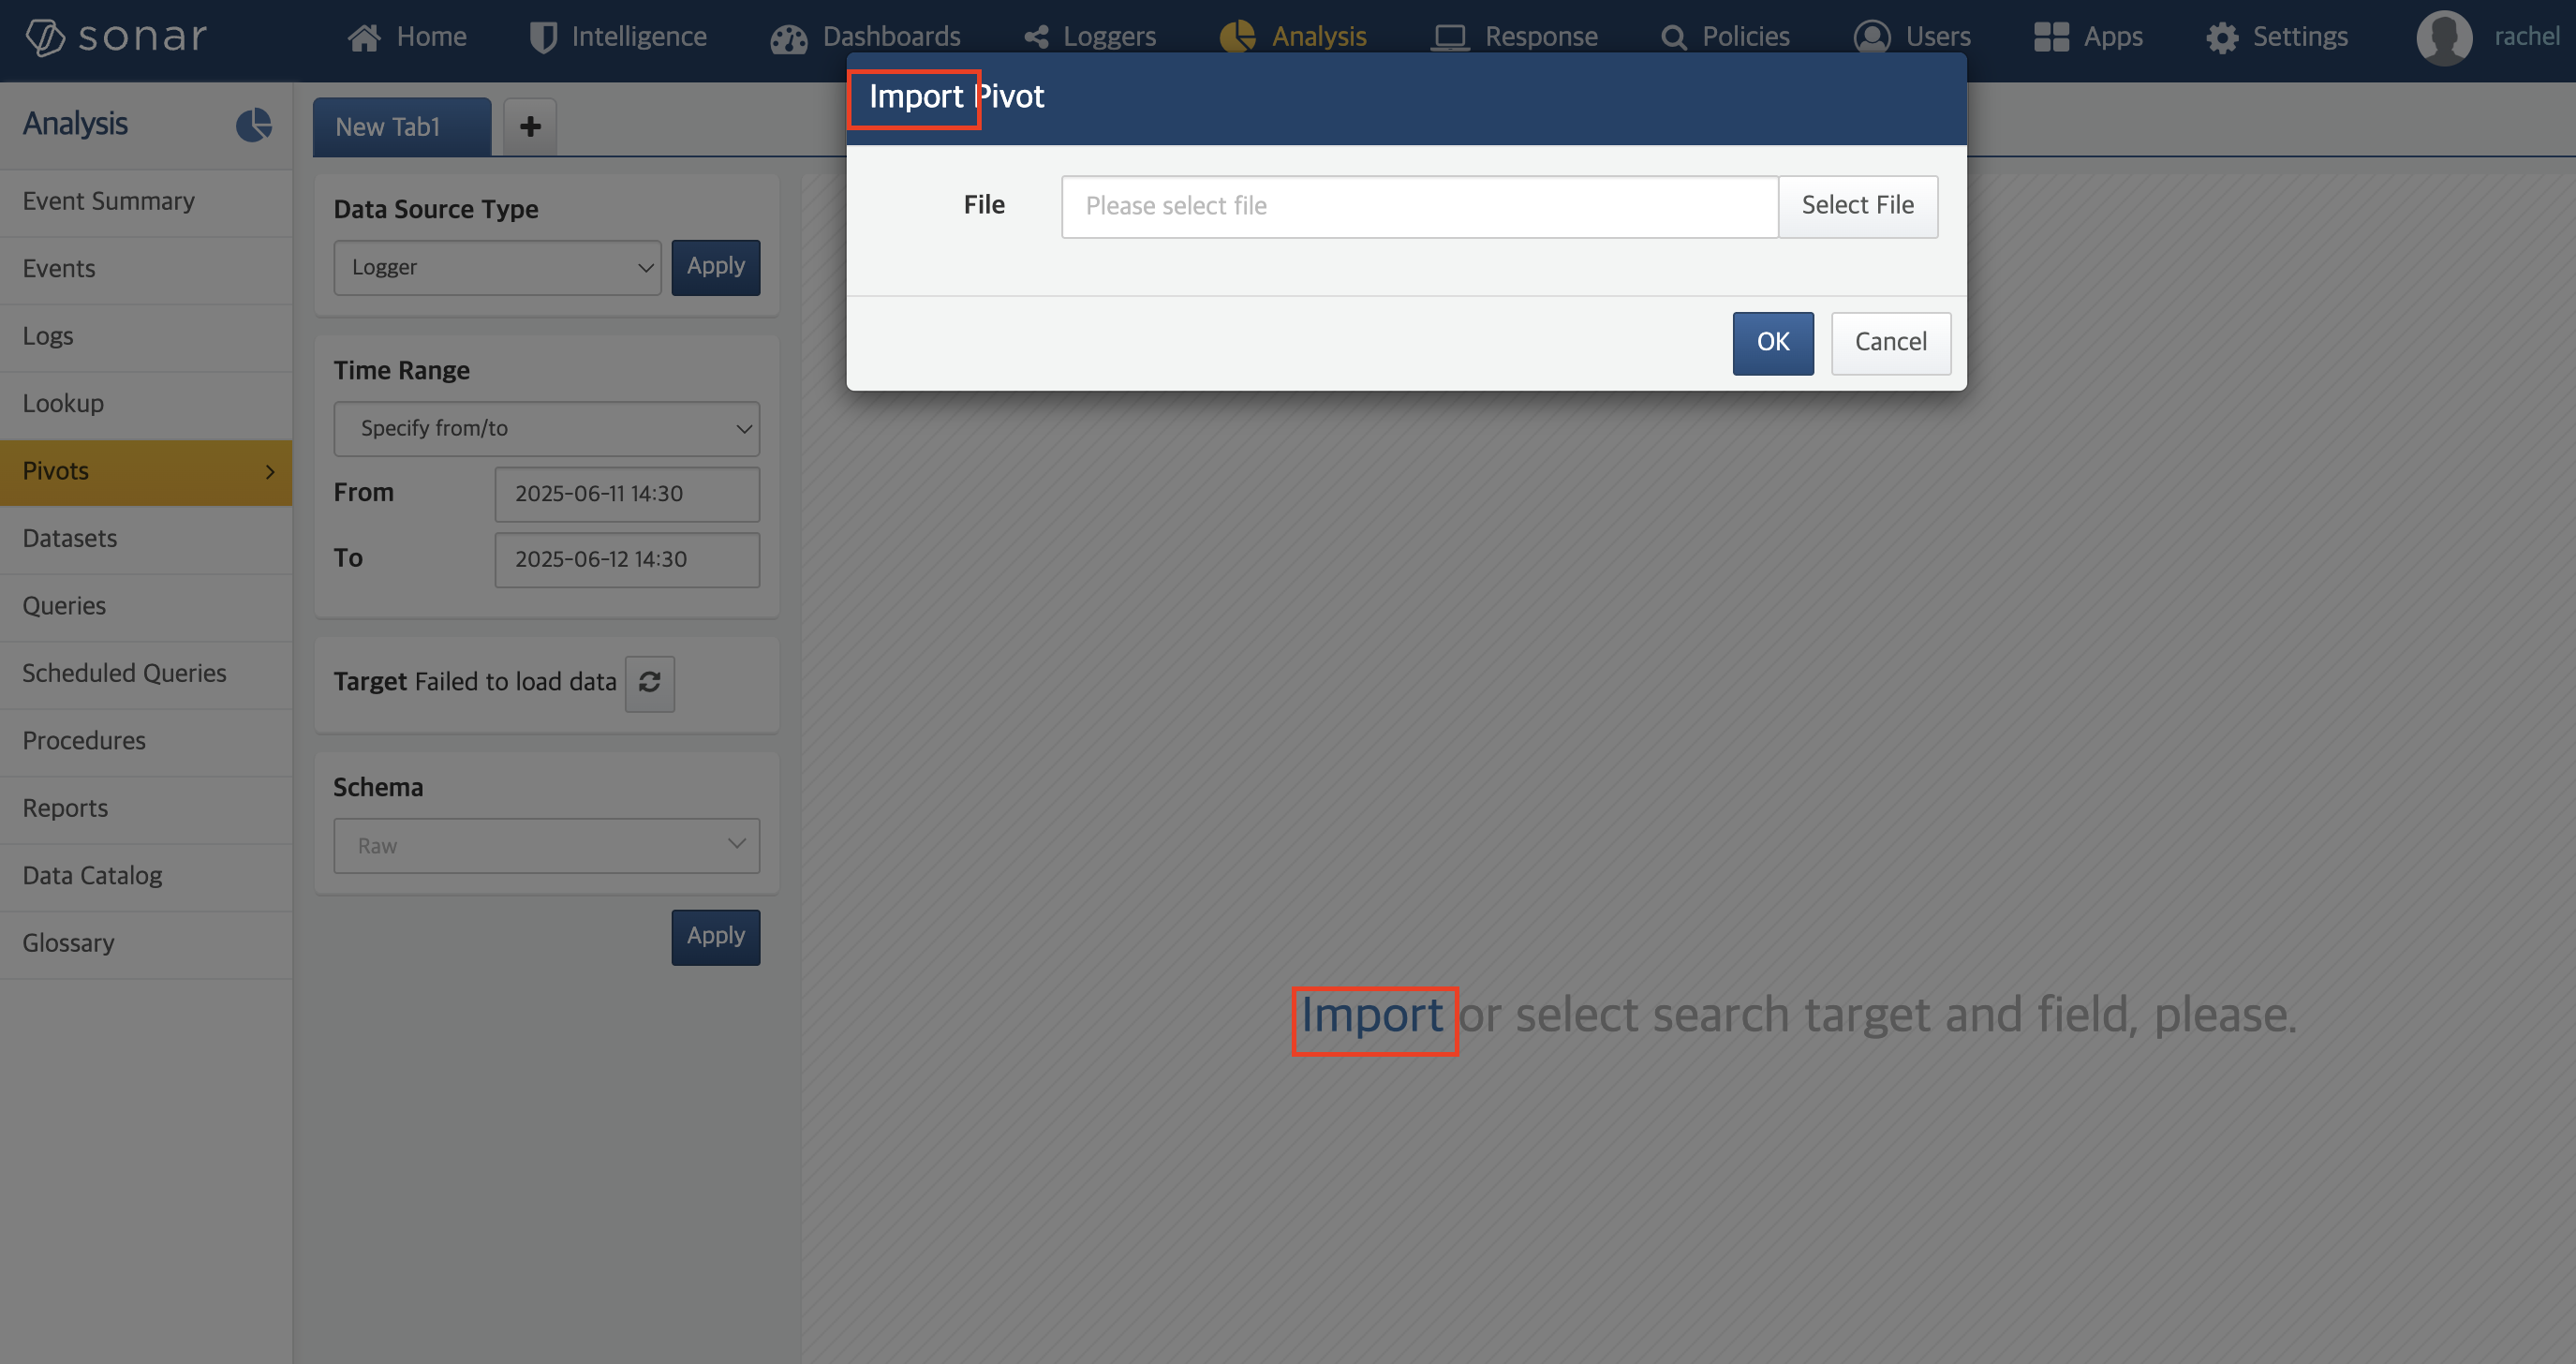 sonar
Home Intelligence Dashboards Loggers Analysis Response Policies Users Apps Settings rachel
Analysis
Event Summary
Events
Logs
Lookup
Pivots
Datasets
Queries
Scheduled Queries
Procedures
Reports
Data Catalog
Glossary
New Tab1 +
Data Source Type
Logger Apply
Time Range
Specify from/to
From 2025-06-11 14:30
To 2025-06-12 14:30
Target Failed to load data
Schema
Raw
Apply
Import Pivot
File Please select file Select File
OK Cancel
Import or select search target and field, please.